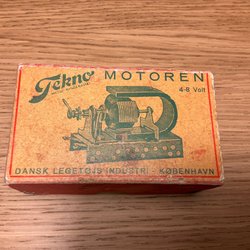 Tekno MOTOREN
4-8 Volt
DANSK LEGETØJS INDUSTRI - KØBENHAVN